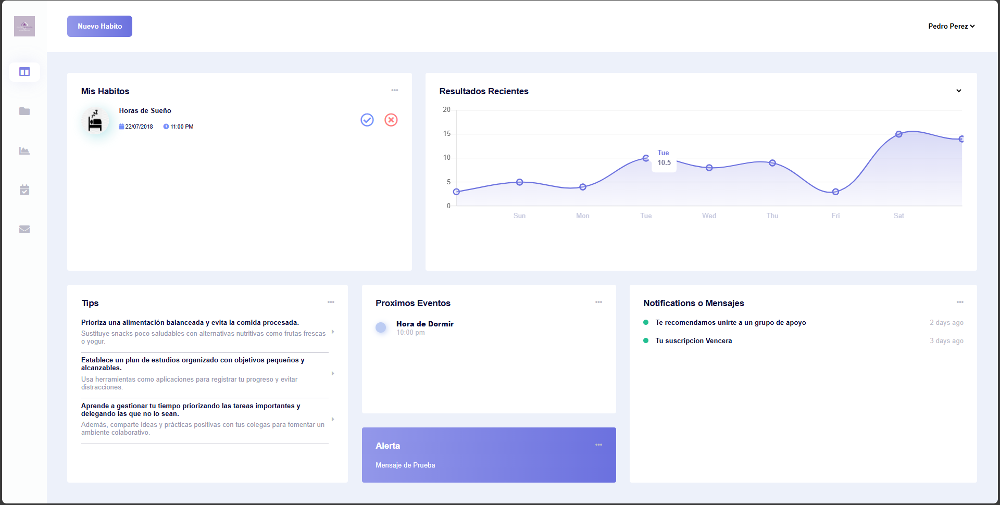 Nuevo Habito
Pedro Perez
Mis Habitos
Horas de Sueño
22/07/2018 11:00 PM
Resultados Recientes
20
15
10
5
0
Tue
10.5
Sun Mon Tue Wed Thu Fri Sat
Tips
Prioriza una alimentación balanceada y evita la comida procesada.
Sustituye snacks poco saludables con alternativas nutritivas como frutas frescas
o yogur.
Establece un plan de estudios organizado con objetivos pequeños y
alcanzables.
Usa herramientas como aplicaciones para registrar tu progreso y evitar
distracciones.
Aprende a gestionar tu tiempo priorizando las tareas importantes y
delegando las que no lo sean.
Además, comparte ideas y prácticas positivas con tus colegas para fomentar un
ambiente colaborativo.
Proximos Eventos
Hora de Dormir
10:00 pm
Alerta
Mensaje de Prueba
Notifications o Mensajes
Te recomendamos unirte a un grupo de apoyo 2 days ago
Tu suscripcion Vencera 3 days ago